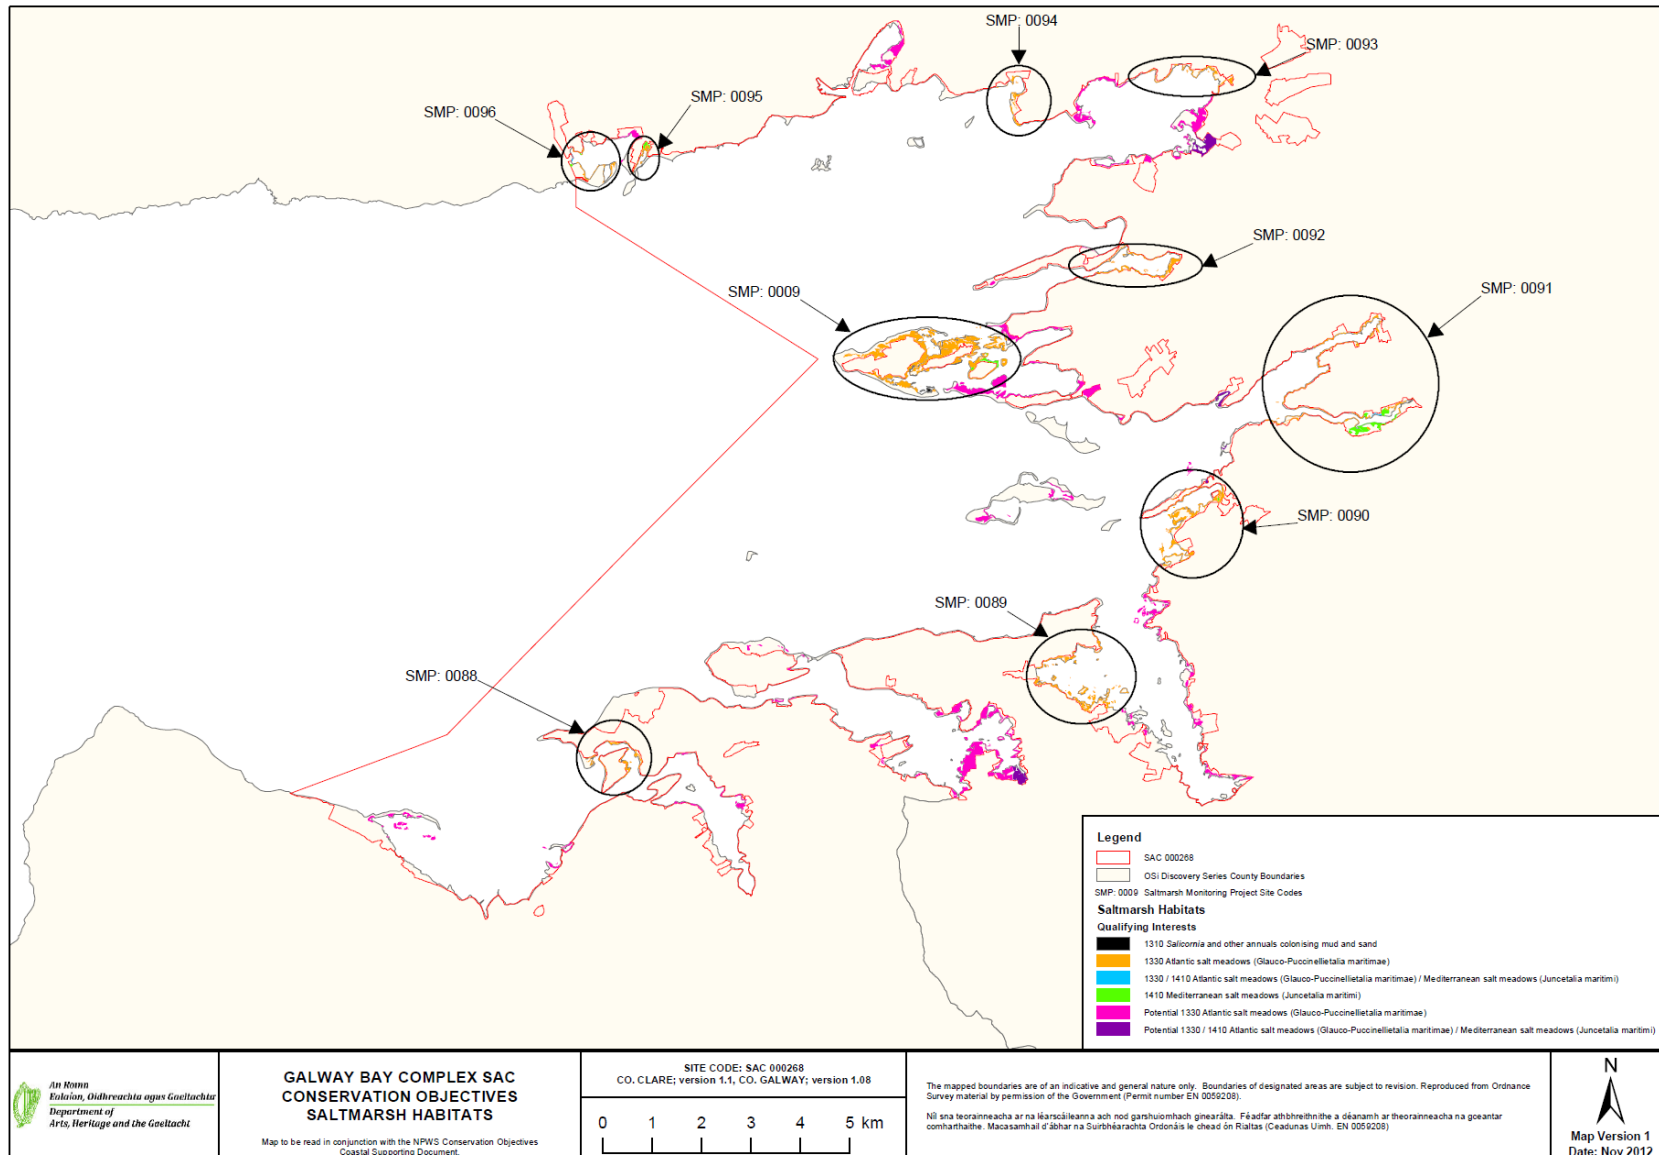 SMP: 0094
SMP: 0093
SMP: 0095
SMP: 0096
SMP: 0092
SMP: 0009
SMP: 0091
SMP: 0090
SMP: 0089
SMP: 0088
Legend
SAC 000268
OSi Discovery Series County Boundaries
SMP: 0009 Saltmarsh Monitoring Project Site Codes
Saltmarsh Habitats
Qualifying Interests
1310 Salicornia and other annuals colonising mud and sand
1330 Atlantic salt meadows (Glauco-Puccinellietalia maritimae)
1330 / 1410 Atlantic salt meadows (Glauco-Puccinellietalia maritimae) / Mediterranean salt meadows (Juncetalia maritimi)
1410 Mediterranean salt meadows (Juncetalia maritimi)
Potential 1330 Atlantic salt meadows (Glauco-Puccinellietalia maritimae)
Potential 1330 / 1410 Atlantic salt meadows (Glauco-Puccinellietalia maritimae) / Mediterranean salt meadows (Juncetalia maritimi)
An Roinn
Ealaíon, Oidhreachta agus Gaeltachta
Department of
Arts, Heritage and the Gaeltacht
GALWAY BAY COMPLEX SAC
CONSERVATION OBJECTIVES
SALTMARSH HABITATS
Map to be read in conjunction with the NPWS Conservation Objectives
Coastal Supporting Document.
SITE CODE: SAC 000268
CO. CLARE; version 1.1, CO. GALWAY; version 1.08
0 1 2 3 4 5 km
The mapped boundaries are of an indicative and general nature only. Boundaries of designated areas are subject to revision. Reproduced from Ordnance
Survey material by permission of the Government (Permit number EN 0059208).
Níl sna teorainneacha ar na léarscáileanna ach nod garshuiomhach ginearálta. Féadfar athbhreithnithe a déanamh ar theorainneacha na gceantar
comharthaithe. Macasamhail d'ábhar na Suirbhéarachta Ordonáis le chead ón Rialtas (Ceadunas Uimh. EN 0059208)
N
Map Version 1
Date: Nov 2012